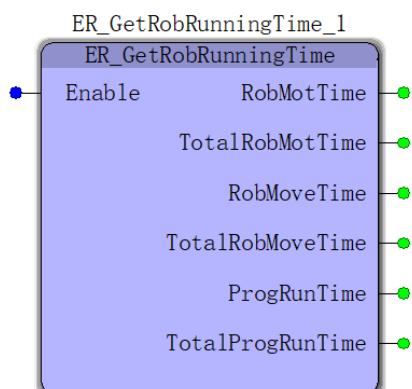 ER_GetRobRunningTime_1
ER_GetRobRunningTime
Enable RobMotTime
TotalRobMotTime
RobMoveTime
TotalRobMoveTime
ProgRunTime
TotalProgRunTime